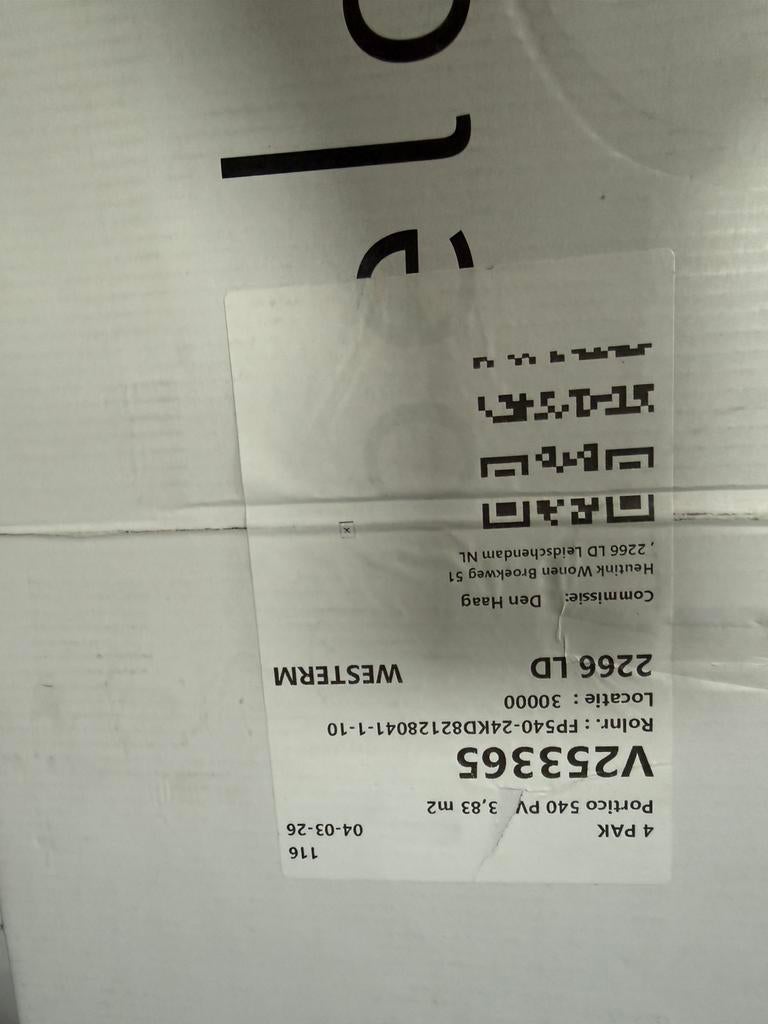 116
4 PAK 04-03-26
Portico 540 PV 3,83 m2
V253365
Rolnr.: FP540-24KD82128041-1-10
Locatie : 30000
2266 LD WESTERM
Commissie: Den Haag
Heutink Wonen Broekweg 51
, 2266 LD Leidschendam NL